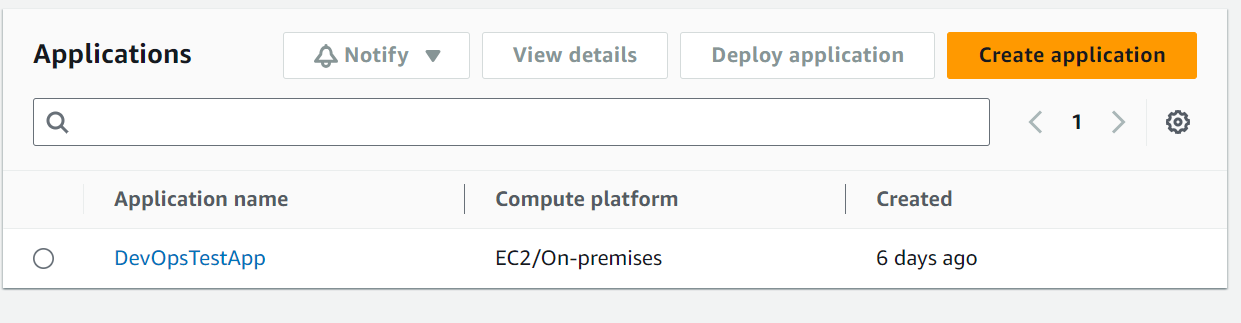 Applications Notify View details Deploy application Create application
1
Application name Compute platform Created
DevOpsTestApp EC2/On-premises 6 days ago